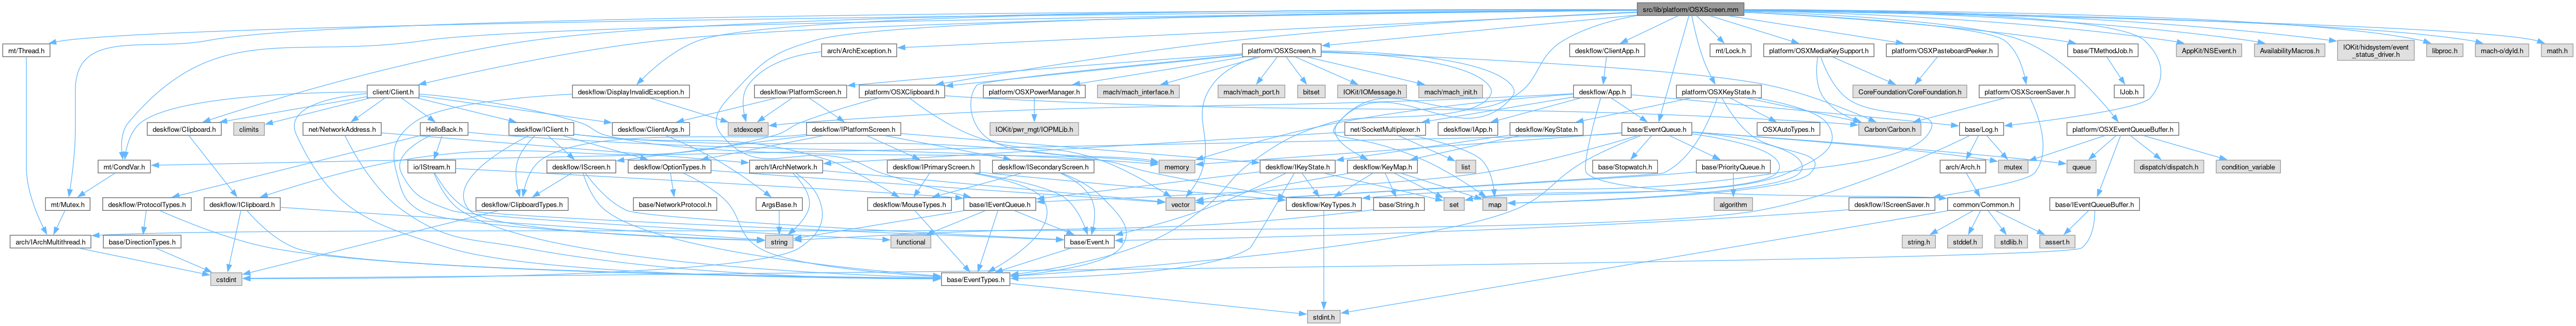 src/lib/platform/OSXScreen.mm
mt/Thread.h
arch/ArchException.h
platform/OSXScreen.h
deskflow/ClientApp.h
mt/Lock.h
platform/OSXMediaKeySupport.h
platform/OSXPasteboardPeeker.h
base/TMethodJob.h
AppKit/NSEvent.h
AvailabilityMacros.h
IOKit/hidsystem/event
_status_driver.h
libproc.h
mach-o/dyld.h
math.h
client/Client.h
deskflow/DisplayInvalidException.h
deskflow/PlatformScreen.h
platform/OSXClipboard.h
platform/OSXPowerManager.h
mach/mach_interface.h
mach/mach_port.h
bitset
IOKit/IOMessage.h
mach/mach_init.h
deskflow/App.h
platform/OSXKeyState.h
CoreFoundation/CoreFoundation.h
platform/OSXScreenSaver.h
IJob.h
deskflow/Clipboard.h
climits
net/NetworkAddress.h
HelloBack.h
deskflow/IClient.h
deskflow/ClientArgs.h
stdexcept
deskflow/IPlatformScreen.h
IOKit/pwr_mgt/IOPMLib.h
net/SocketMultiplexer.h
deskflow/IApp.h
deskflow/KeyState.h
base/EventQueue.h
OSXAutoTypes.h
Carbon/Carbon.h
base/Log.h
platform/OSXEventQueueBuffer.h
mt/CondVar.h
io/IStream.h
deskflow/IScreen.h
deskflow/OptionTypes.h
arch/IArchNetwork.h
deskflow/IPrimaryScreen.h
deskflow/ISecondaryScreen.h
memory
deskflow/IKeyState.h
list
deskflow/KeyMap.h
base/Stopwatch.h
base/PriorityQueue.h
mutex
arch/Arch.h
queue
dispatch/dispatch.h
condition_variable
mt/Mutex.h
deskflow/ProtocolTypes.h
deskflow/IClipboard.h
deskflow/ClipboardTypes.h
base/NetworkProtocol.h
ArgsBase.h
deskflow/MouseTypes.h
base/IEventQueue.h
vector
deskflow/KeyTypes.h
base/String.h
set
map
algorithm
deskflow/IScreenSaver.h
common/Common.h
base/IEventQueueBuffer.h
arch/IArchMultithread.h
base/DirectionTypes.h
string
functional
base/Event.h
string.h
stddef.h
stdlib.h
assert.h
cstdint
base/EventTypes.h
stdint.h